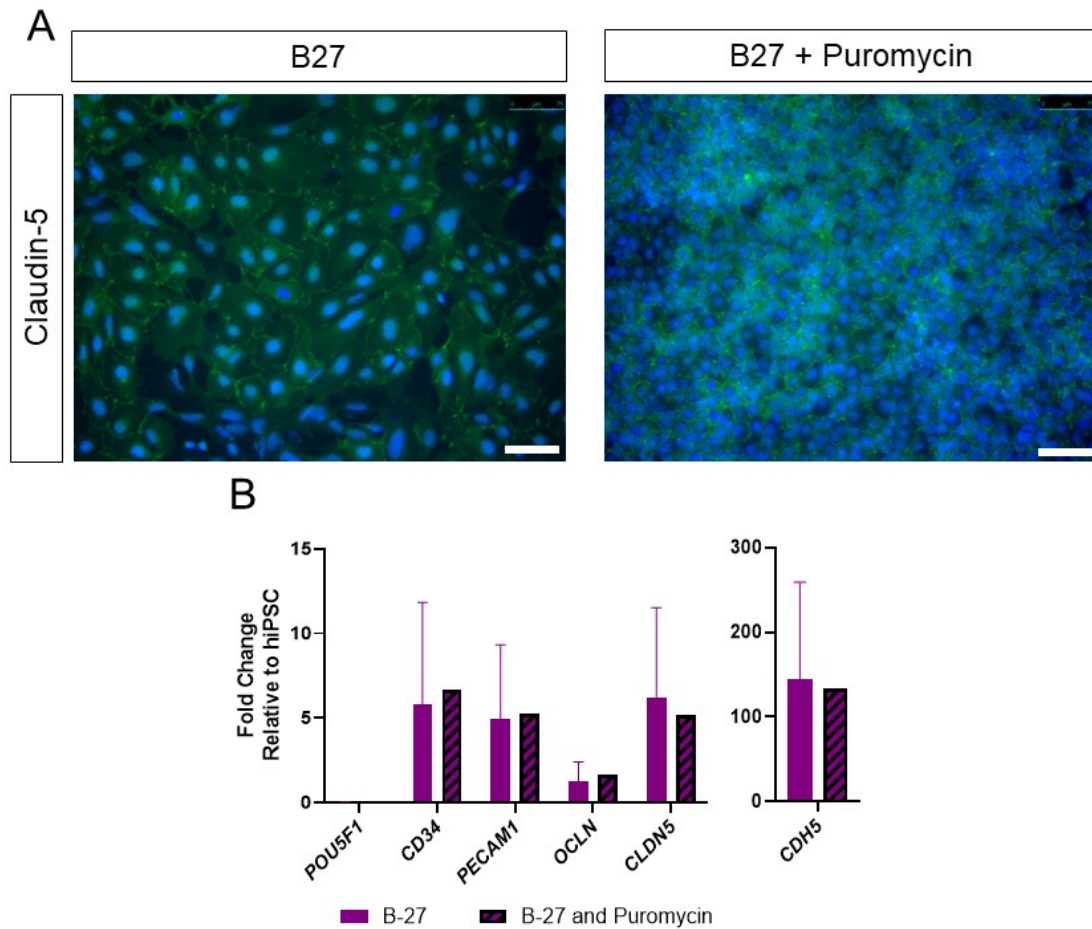 A
B27
B27 + Puromycin
Claudin-5
B
Fold Change
Relative to hiPSC
15
10
5
0
300
200
100
0
POU5F1
CD34
PECAM1
OCLN
CLDN5
CDH5
B-27
B-27 and Puromycin